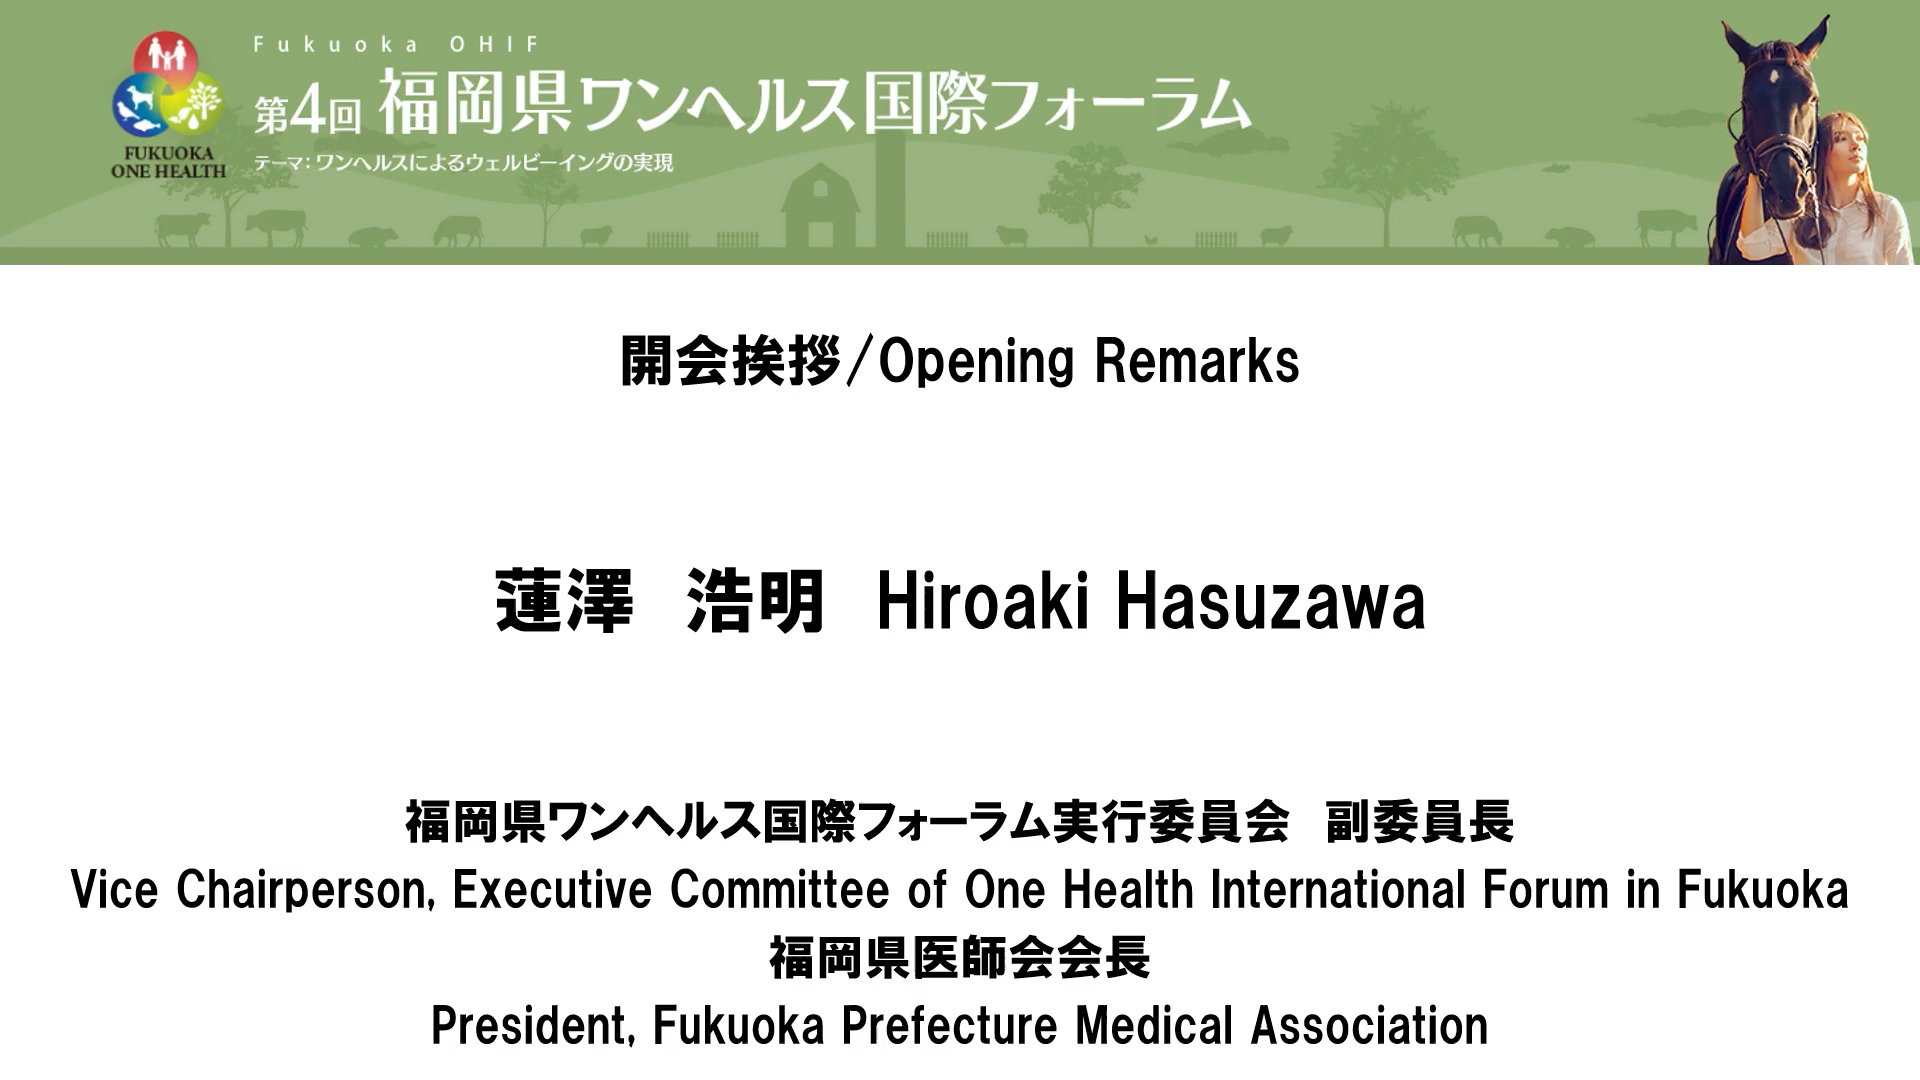 FUKUOKA
ONE HEALTH
Fukuoka OHIF
第4回 福岡県ワンヘルス国際フォーラム
テーマ：ワンヘルスによるウェルビーイングの実現
開会挨拶/Opening Remarks
蓮澤　浩明　Hiroaki Hasuzawa
福岡県ワンヘルス国際フォーラム実行委員会　副委員長
Vice Chairperson, Executive Committee of One Health International Forum in Fukuoka
福岡県医師会会長
President, Fukuoka Prefecture Medical Association